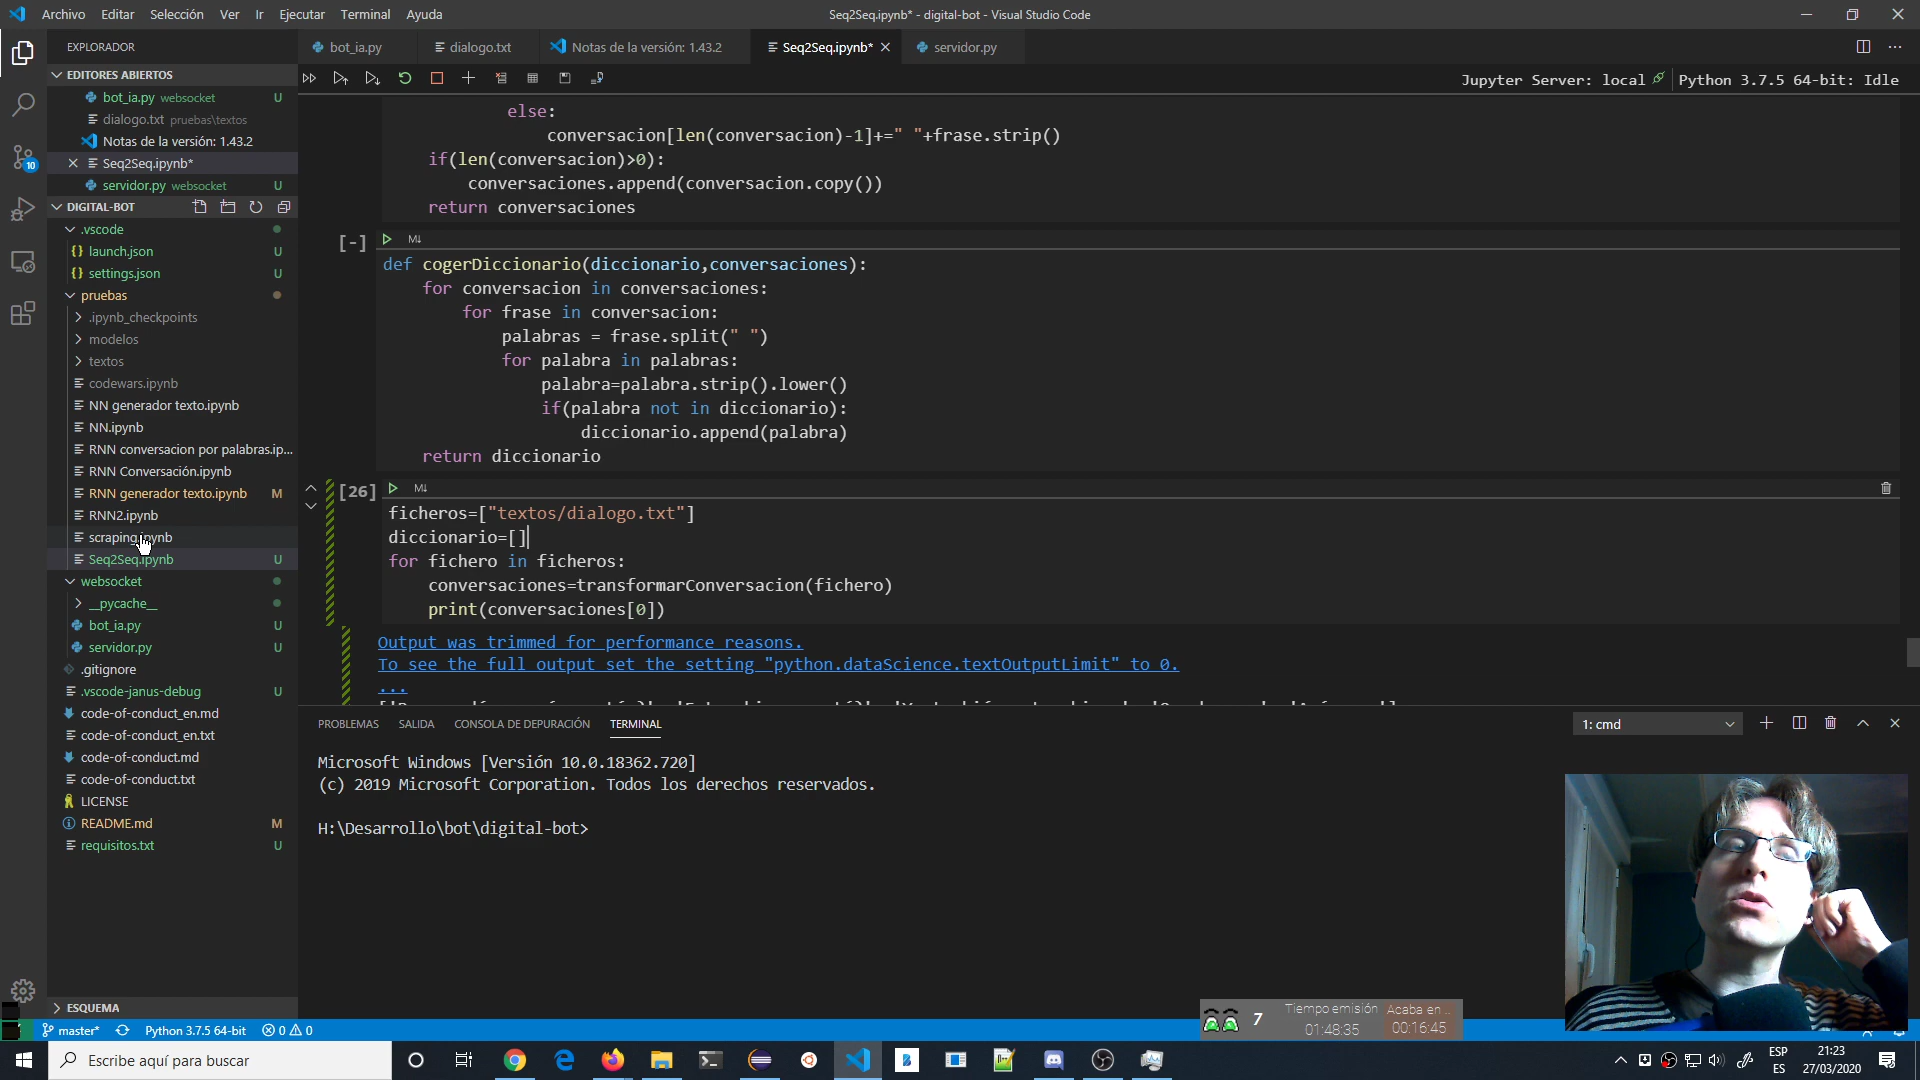 Archivo Editar Selección Ver Ir Ejecutar Terminal Ayuda
Seq2Seq.ipynb* - digital-bot - Visual Studio Code
EXPLORADOR
EDITORES ABIERTOS
bot_ia.py websocket U
dialogo.txt pruebas\textos
Notas de la versión: 1.43.2
Seq2Seq.ipynb*
servidor.py websocket U
DIGITAL-BOT
.vscode
launch.json U
settings.json U
pruebas
.ipynb_checkpoints
modelos
textos
codewars.ipynb
NN generador texto.ipynb
NN.ipynb
RNN conversacion por palabras.ip...
RNN Conversación.ipynb
RNN generador texto.ipynb M
RNN2.ipynb
scraping.ipynb
Seq2Seq.ipynb U
websocket
__pycache__
bot_ia.py U
servidor.py U
.gitignore
.vscode-janus-debug U
code-of-conduct_en.md
code-of-conduct_en.txt
code-of-conduct.md
code-of-conduct.txt
LICENSE
README.md M
requisitos.txt U
ESQUEMA
10
bot_ia.py
dialogo.txt
Notas de la versión: 1.43.2
Seq2Seq.ipynb*
servidor.py
Jupyter Server: local
Python 3.7.5 64-bit: Idle
else:
conversacion[len(conversacion)-1]+=" "+frase.strip()
if(len(conversacion)>0):
conversaciones.append(conversacion.copy())
return conversaciones
[-]
M↓
def cogerDiccionario(diccionario,conversaciones):
for conversacion in conversaciones:
for frase in conversacion:
palabras = frase.split(" ")
for palabra in palabras:
palabra=palabra.strip().lower()
if(palabra not in diccionario):
diccionario.append(palabra)
return diccionario
[26]
M↓
ficheros=["textos/dialogo.txt"]
diccionario=[]
for fichero in ficheros:
conversaciones=transformarConversacion(fichero)
print(conversaciones[0])
Output was trimmed for performance reasons.
To see the full output set the setting "python.dataScience.textOutputLimit" to 0.
...
PROBLEMAS SALIDA CONSOLA DE DEPURACIÓN TERMINAL
1: cmd
Microsoft Windows [Versión 10.0.18362.720]
(c) 2019 Microsoft Corporation. Todos los derechos reservados.
H:\Desarrollo\bot\digital-bot>
7
Tiempo emisión
01:48:35
Acaba en ..
00:16:45
master*
Python 3.7.5 64-bit
0 0
Escribe aquí para buscar
ESP
ES
21:23
27/03/2020